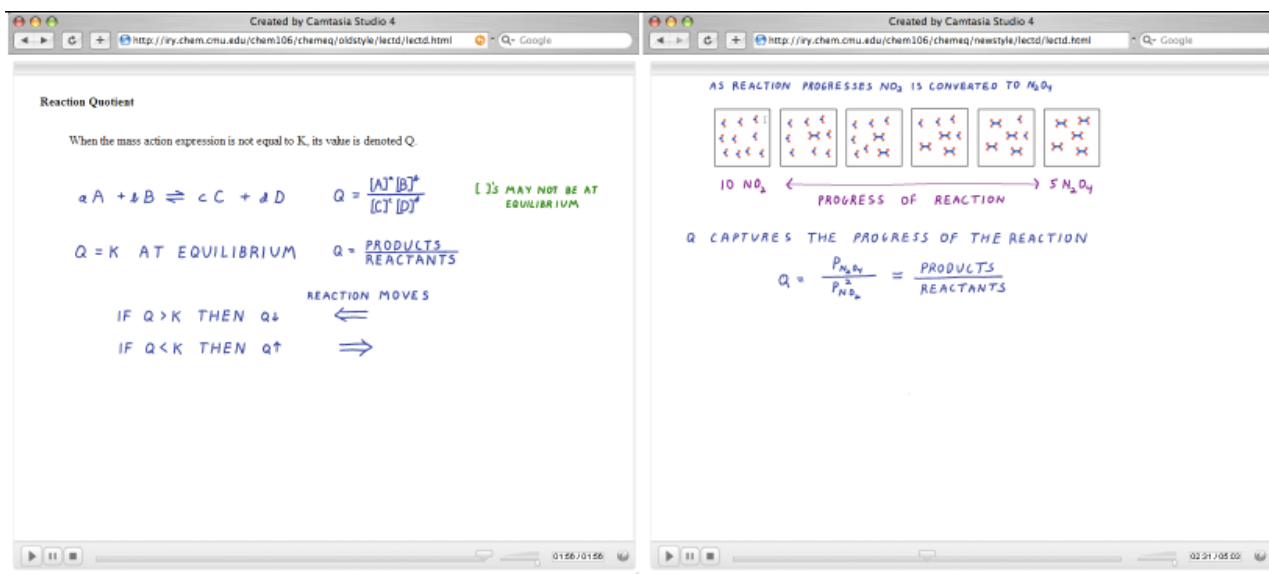 Created by Camtasia Studio 4
http://iry.chem.cmu.edu/chem106/chemeq/oldstyle/lectd/lectd.html
Q- Google
Reaction Quotient
When the mass action expression is not equal to K, its value is denoted Q.
aA + bB ⇌ cC + dD
Q = [A]ᵃ[B]ᵇ / [C]ᶜ[D]ᵈ
[ ]'S MAY NOT BE AT
EQUILIBRIUM
Q = K AT EQUILIBRIUM
Q = PRODUCTS / REACTANTS
REACTION MOVES
IF Q > K THEN Q↓ ⇐
IF Q < K THEN Q↑ ⇒
01:56 / 01:56
Created by Camtasia Studio 4
http://iry.chem.cmu.edu/chem106/chemeq/newstyle/lectd/lectd.html
Q- Google
AS REACTION PROGRESSES NO₂ IS CONVERTED TO N₂O₄
10 NO₂ ⟷ 5 N₂O₄
PROGRESS OF REACTION
Q CAPTURES THE PROGRESS OF THE REACTION
Q = P_N₂O₄ / P²_NO₂ = PRODUCTS / REACTANTS
02:31 / 05:03